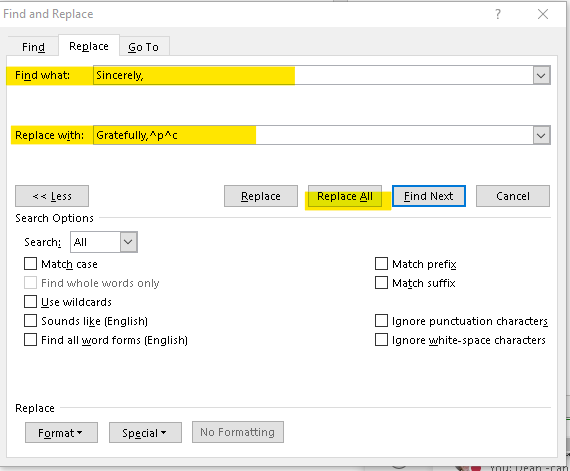 Find and Replace ?
Find Replace Go To
Find what: Sincerely,
Replace with: Gratefully,^p^c
<< Less Replace Replace All Find Next Cancel
Search Options
Search: All
Match case Match prefix
Find whole words only Match suffix
Use wildcards
Sounds like (English) Ignore punctuation characters
Find all word forms (English) Ignore white-space characters
Replace
Format Special No Formatting
You: Dean -can